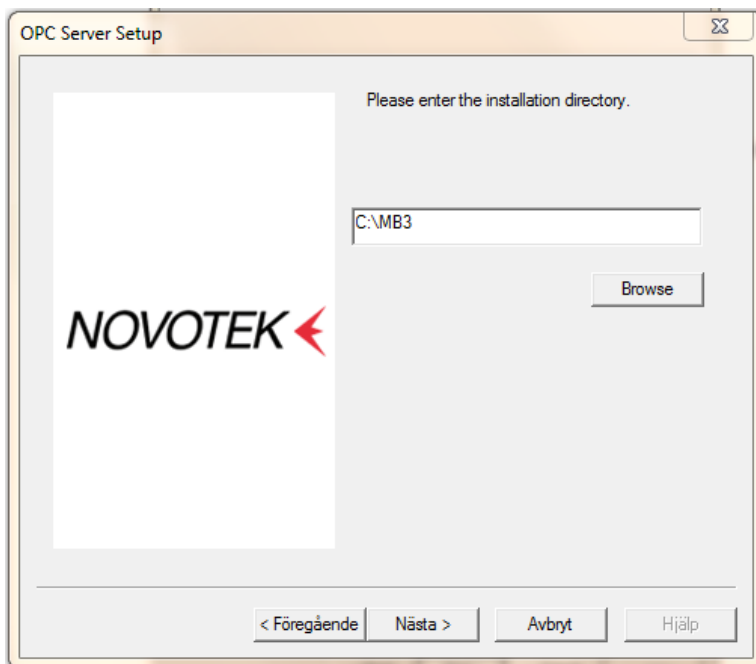 OPC Server Setup
Please enter the installation directory.
C:\MB3
Browse
NOVOTEK
< Föregående
Nästa >
Avbryt
Hjälp